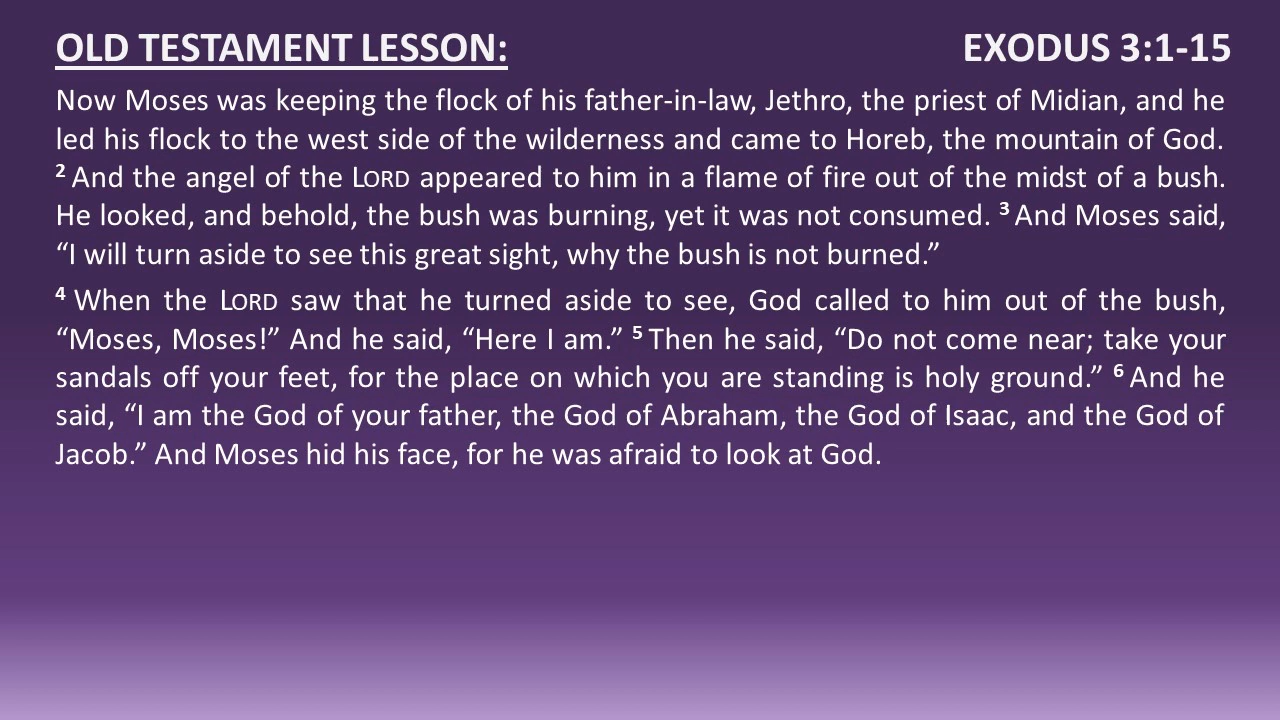 OLD TESTAMENT LESSON: EXODUS 3:1-15
Now Moses was keeping the flock of his father-in-law, Jethro, the priest of Midian, and he
led his flock to the west side of the wilderness and came to Horeb, the mountain of God.
2 And the angel of the LORD appeared to him in a flame of fire out of the midst of a bush.
He looked, and behold, the bush was burning, yet it was not consumed. 3 And Moses said,
“I will turn aside to see this great sight, why the bush is not burned.”
4 When the LORD saw that he turned aside to see, God called to him out of the bush,
“Moses, Moses!” And he said, “Here I am.” 5 Then he said, “Do not come near; take your
sandals off your feet, for the place on which you are standing is holy ground.” 6 And he
said, “I am the God of your father, the God of Abraham, the God of Isaac, and the God of
Jacob.” And Moses hid his face, for he was afraid to look at God.